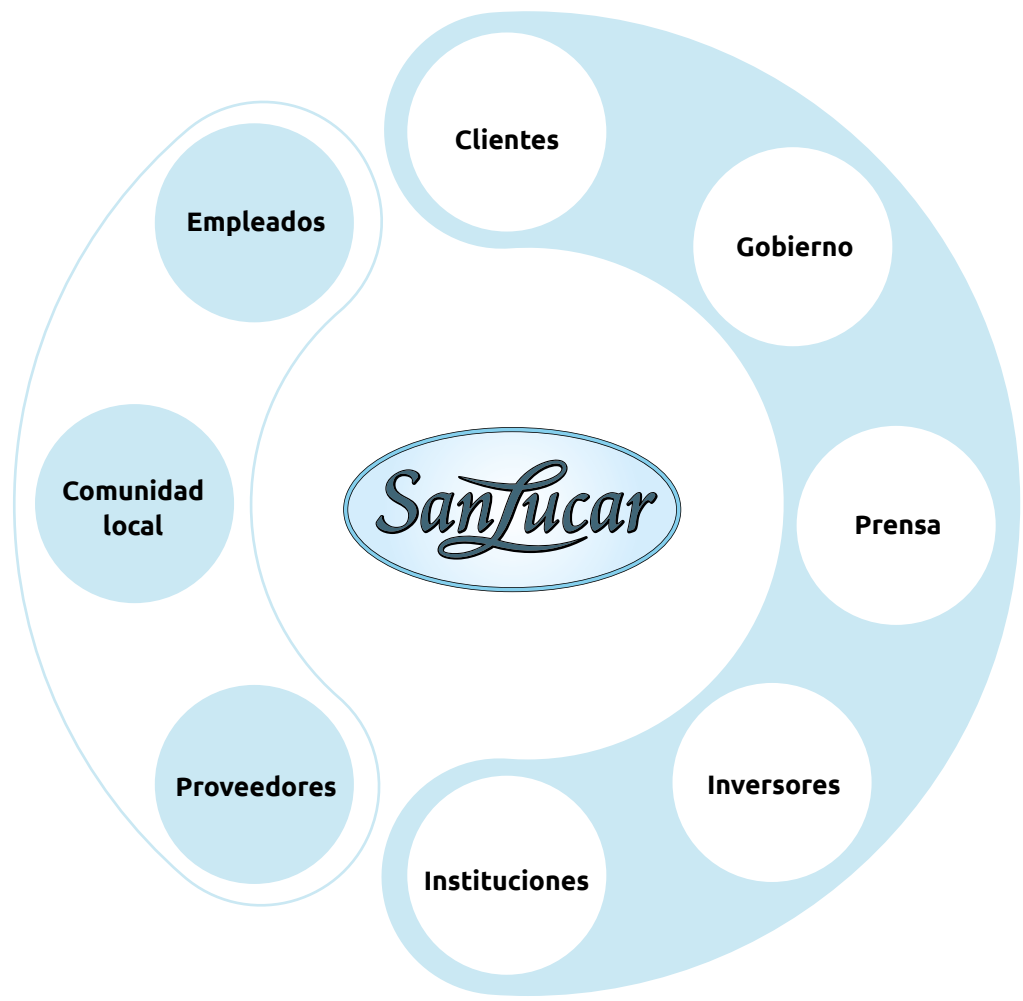 Clientes
Empleados
Gobierno
Comunidad
local
SanLucar
Prensa
Proveedores
Inversores
Instituciones